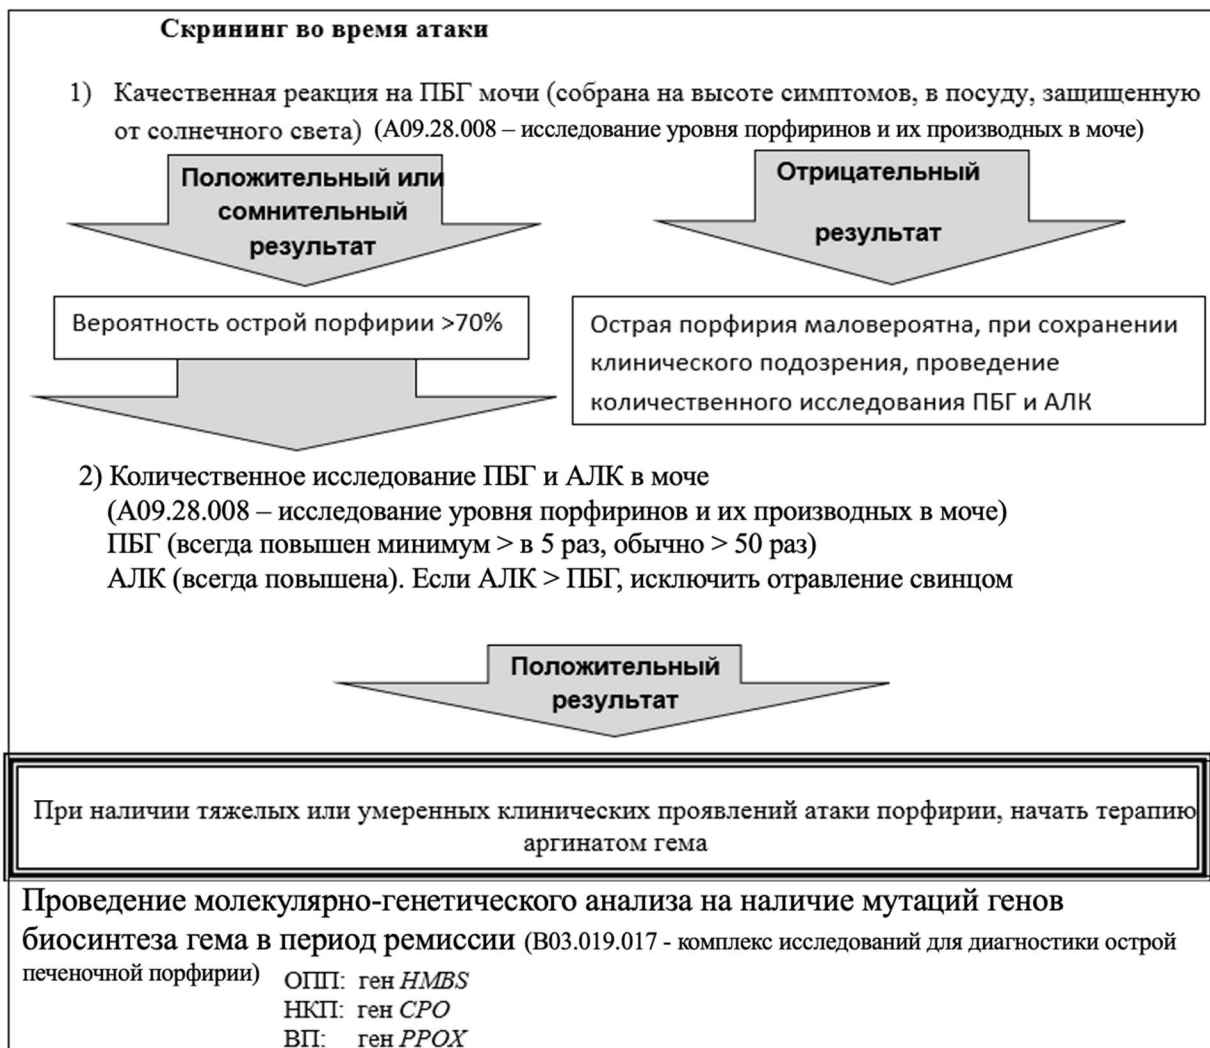 Скрининг во время атаки
1) Качественная реакция на ПБГ мочи (собрана на высоте симптомов, в посуду, защищенную
от солнечного света) (А09.28.008 – исследование уровня порфиринов и их производных в моче)
Положительный или
сомнительный
результат
Отрицательный
результат
Вероятность острой порфирии >70%
Острая порфирия маловероятна, при сохранении
клинического подозрения, проведение
количественного исследования ПБГ и АЛК
2) Количественное исследование ПБГ и АЛК в моче
(А09.28.008 – исследование уровня порфиринов и их производных в моче)
ПБГ (всегда повышен минимум > в 5 раз, обычно > 50 раз)
АЛК (всегда повышена). Если АЛК > ПБГ, исключить отравление свинцом
Положительный
результат
При наличии тяжелых или умеренных клинических проявлений атаки порфирии, начать терапию
аргинатом гема
Проведение молекулярно-генетического анализа на наличие мутаций генов
биосинтеза гема в период ремиссии (В03.019.017 - комплекс исследований для диагностики острой
печеночной порфирии)
ОПП: ген HMBS
НКП: ген CPO
ВП: ген PPOX